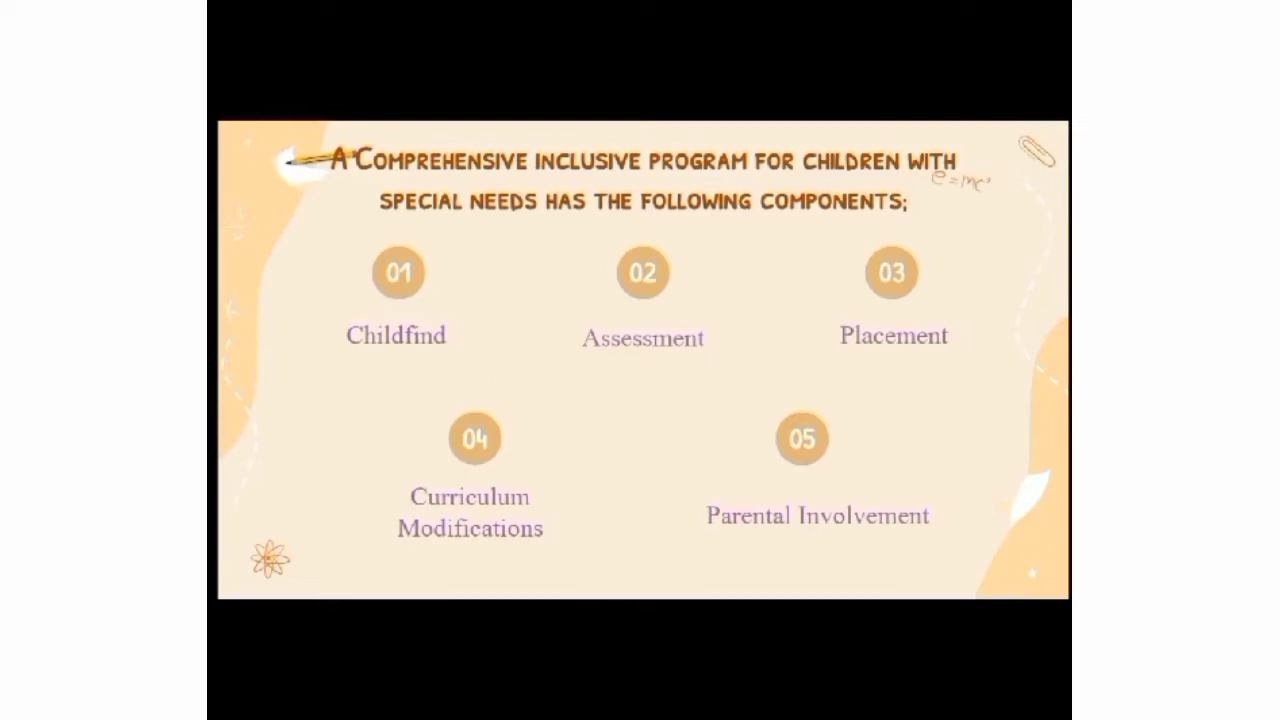 A Comprehensive inclusive program for children with
special needs has the following components;
e=mc²
01
02
03
Childfind
Assessment
Placement
04
05
Curriculum
Modifications
Parental Involvement